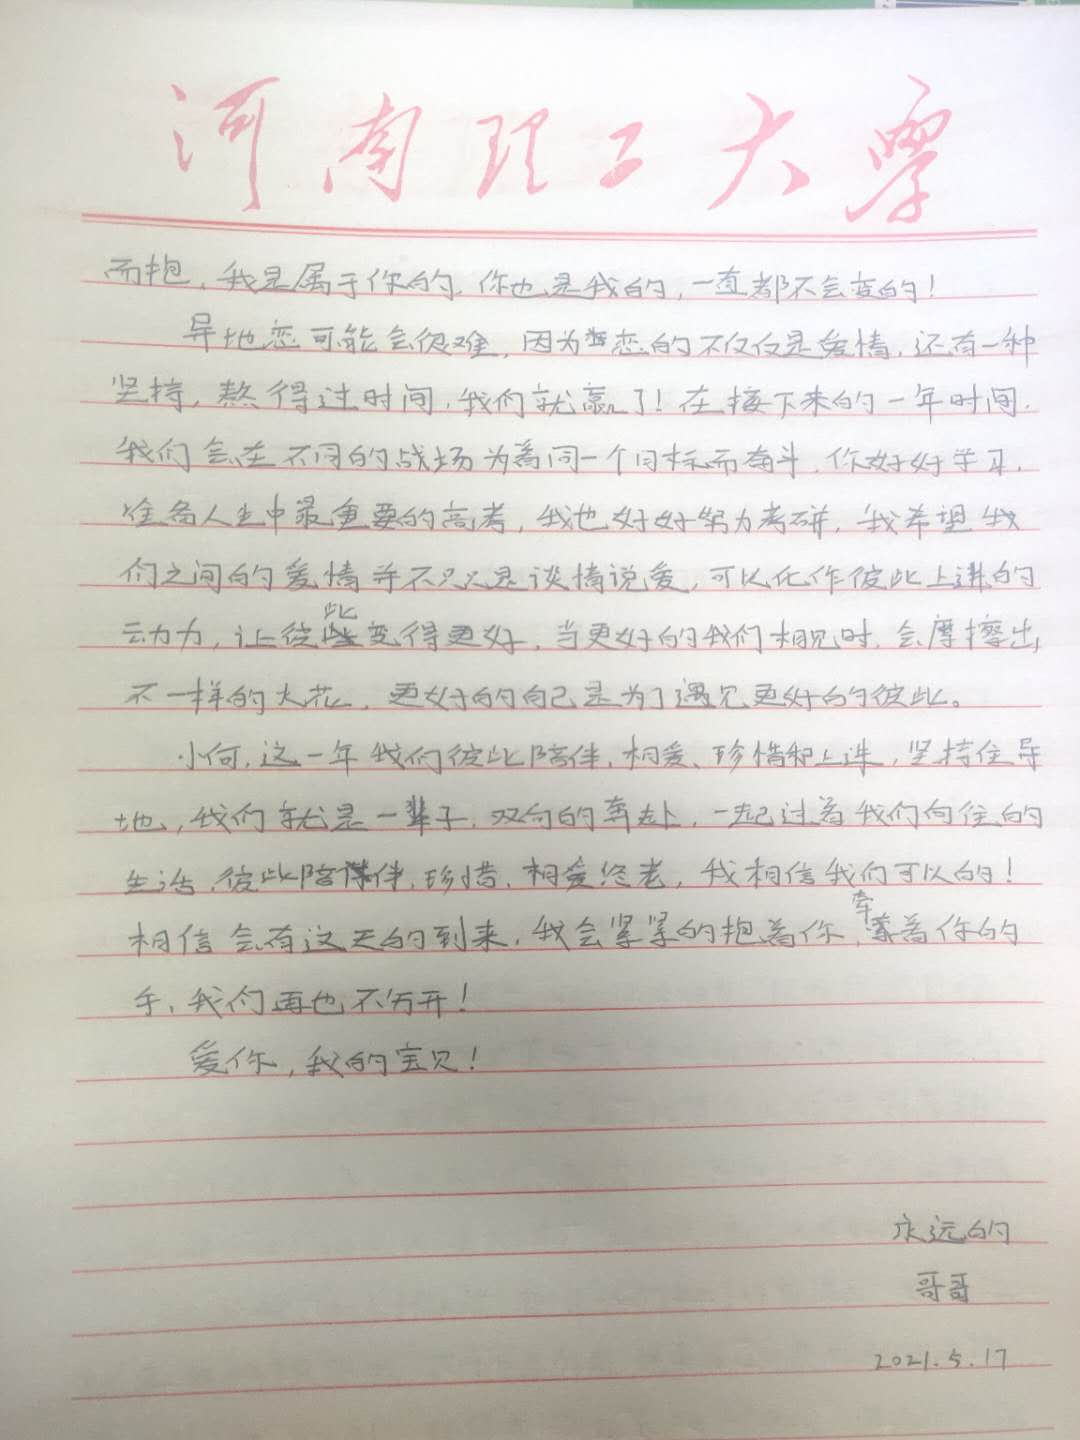 河南理工大學
而抱，我是属于你的，你也是我的，一直都不会变的！
异地恋可能会很难，因为恋的不仅仅是爱情，还有一种
坚持，熬得过时间，我们就赢了！在接下来的一年时间，
我们会在不同的战场为着同一个目标而奋斗，你好好学习，
准备人生中最重要的高考，我也好好努力考研，我希望我
们之间的爱情并不只只是谈情说爱，可以化作彼此上进的
动力，让彼此变得更好，当更好的我们相见时，会摩擦出
不一样的火花，更好的自己是为了遇见更好的彼此。
小何，这一年我们彼此陪伴，相爱、珍惜和上进，坚持住异
地，我们就是一辈子，双向的奔赴，一起过着我们向往的
生活，彼此陪伴，珍惜，相爱终老，我相信我们可以的！
相信会有这天的到来，我会紧紧的抱着你，牵着你的
手，我们再也不分开！
爱你，我的宝贝！
永远的
哥哥
2021.5.17